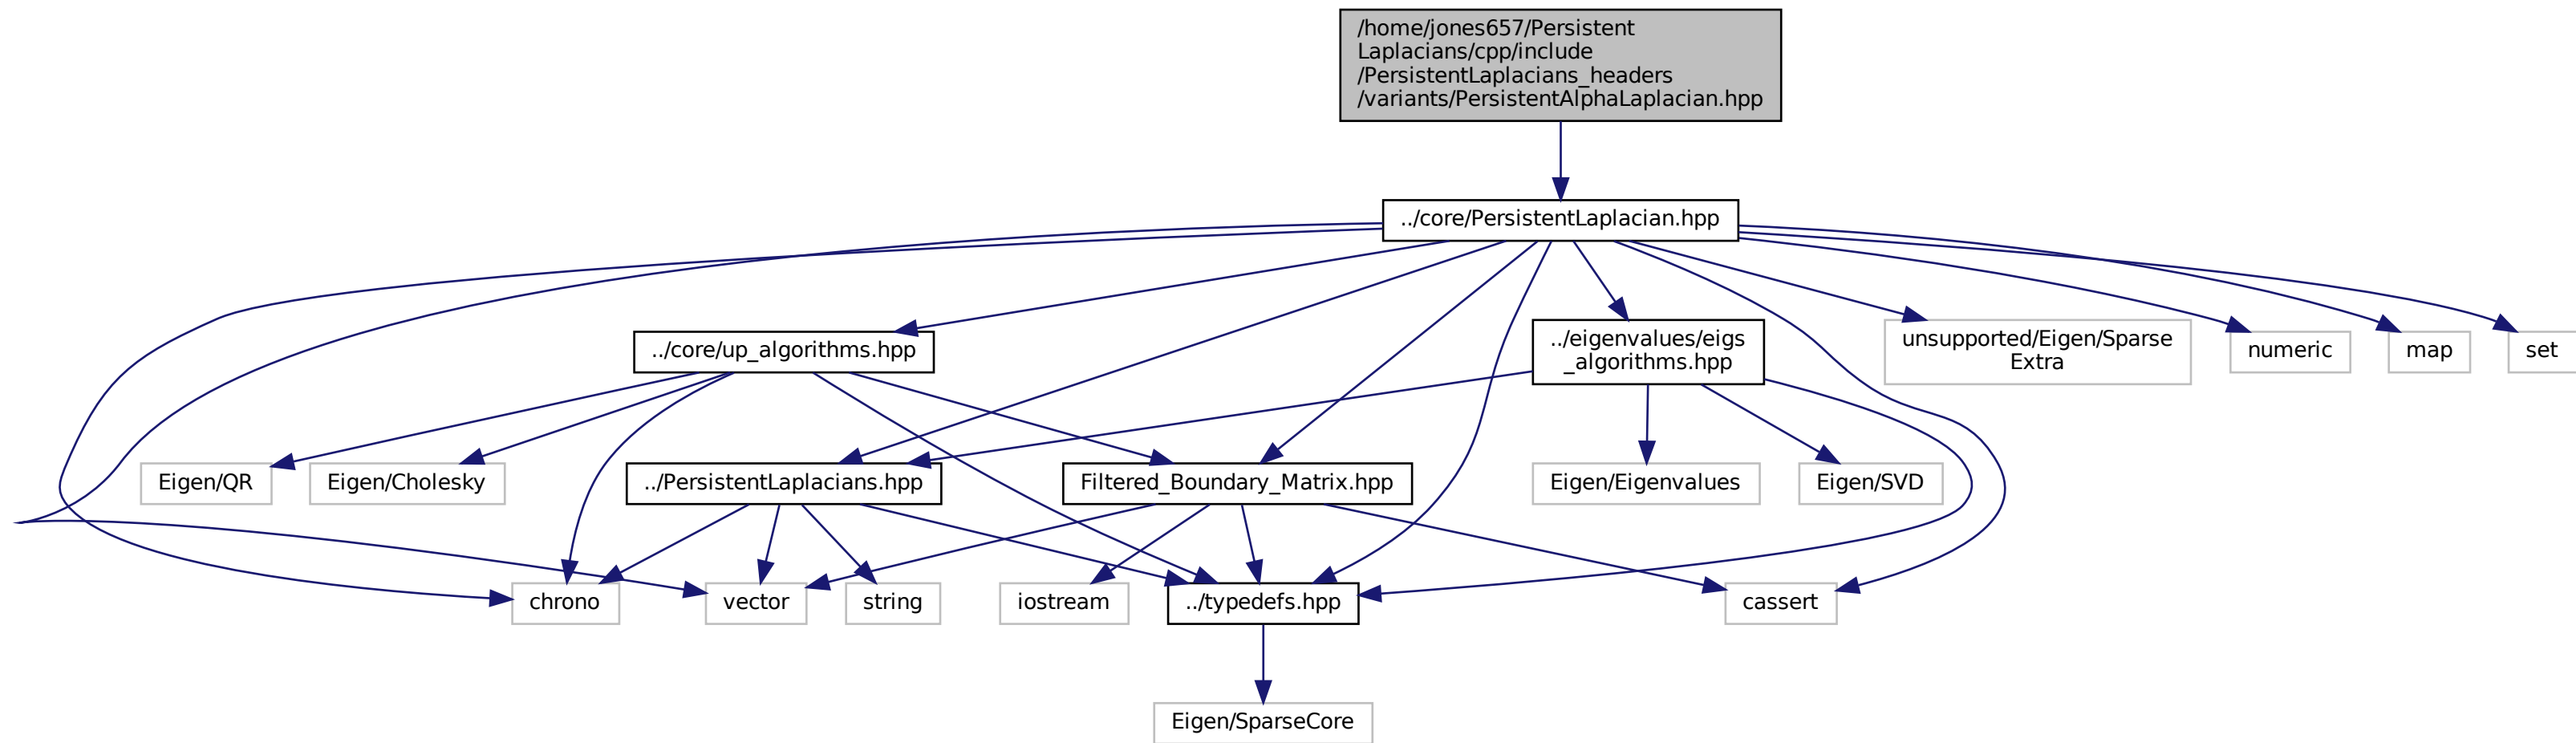 /home/jones657/Persistent
Laplacians/cpp/include
/PersistentLaplacians_headers
/variants/PersistentAlphaLaplacian.hpp
../core/PersistentLaplacian.hpp
../core/up_algorithms.hpp
../eigenvalues/eigs
_algorithms.hpp
unsupported/Eigen/Sparse
Extra
numeric
map
set
Eigen/QR
Eigen/Cholesky
../PersistentLaplacians.hpp
Filtered_Boundary_Matrix.hpp
Eigen/Eigenvalues
Eigen/SVD
chrono
vector
string
iostream
../typedefs.hpp
cassert
Eigen/SparseCore